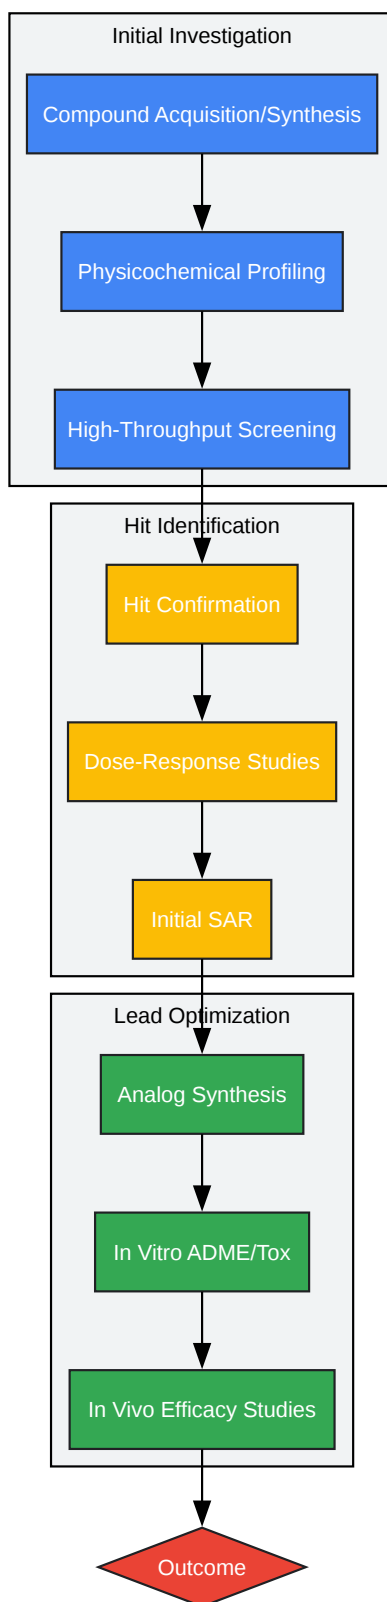 Initial Investigation
Compound Acquisition/Synthesis
Physicochemical Profiling
High-Throughput Screening
Hit Identification
Hit Confirmation
Dose-Response Studies
Initial SAR
Lead Optimization
Analog Synthesis
In Vitro ADME/Tox
In Vivo Efficacy Studies
Outcome